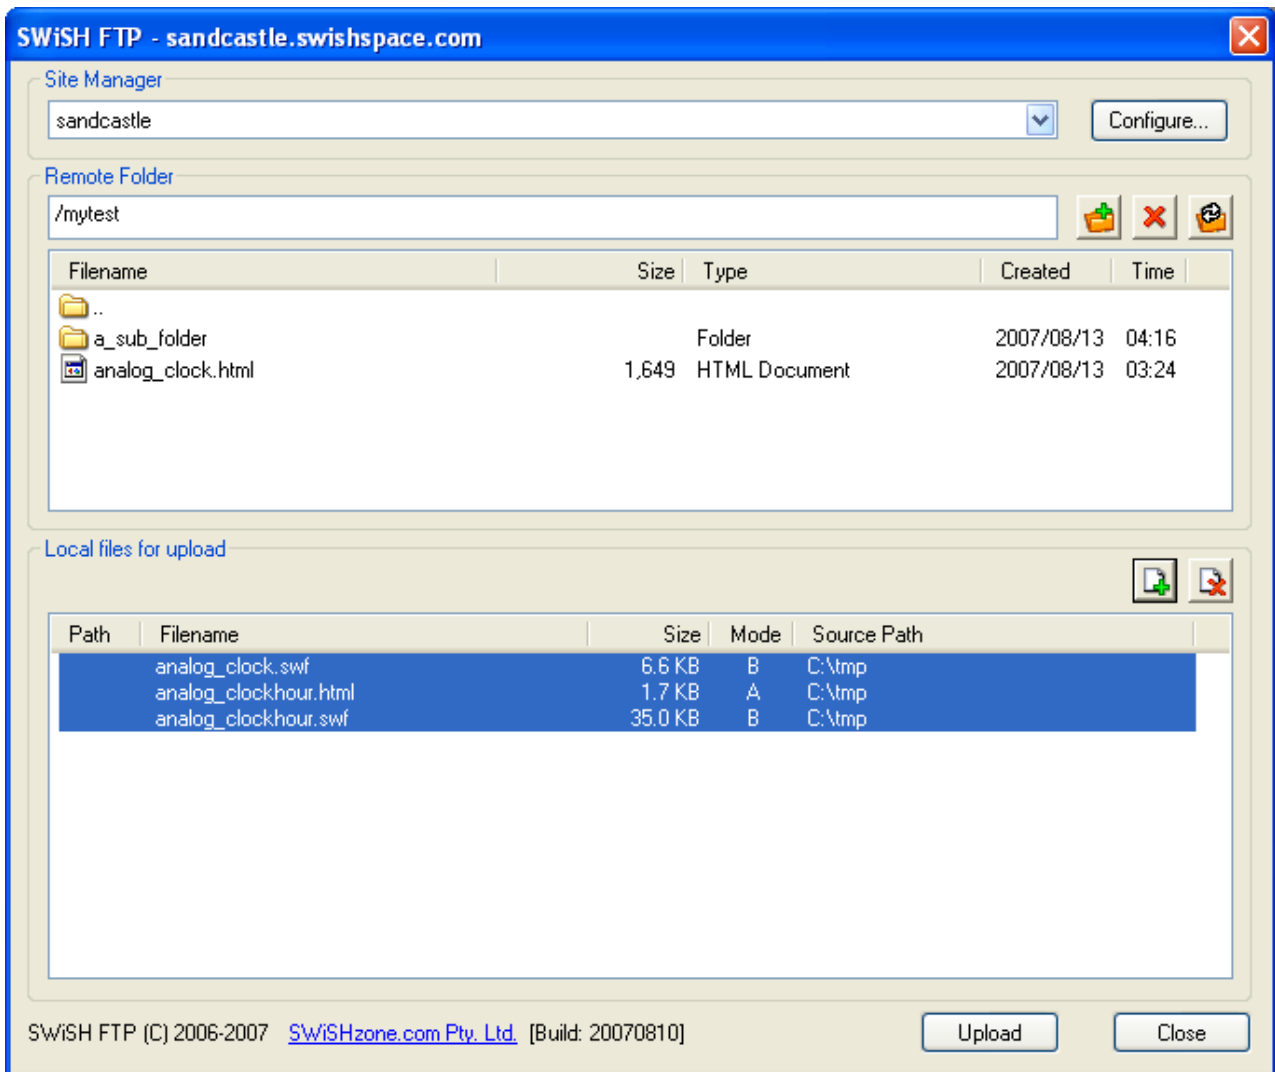 SWiSH FTP - sandcastle.swishspace.com
Site Manager
sandcastle
Configure...
Remote Folder
/mytest
Filename Size Type Created Time
..
a_sub_folder Folder 2007/08/13 04:16
analog_clock.html 1,649 HTML Document 2007/08/13 03:24
Local files for upload
Path Filename Size Mode Source Path
analog_clock.swf 6.6 KB B C:\tmp
analog_clockhour.html 1.7 KB A C:\tmp
analog_clockhour.swf 35.0 KB B C:\tmp
SWiSH FTP (C) 2006-2007 SWiSHzone.com Pty. Ltd. [Build: 20070810] Upload Close